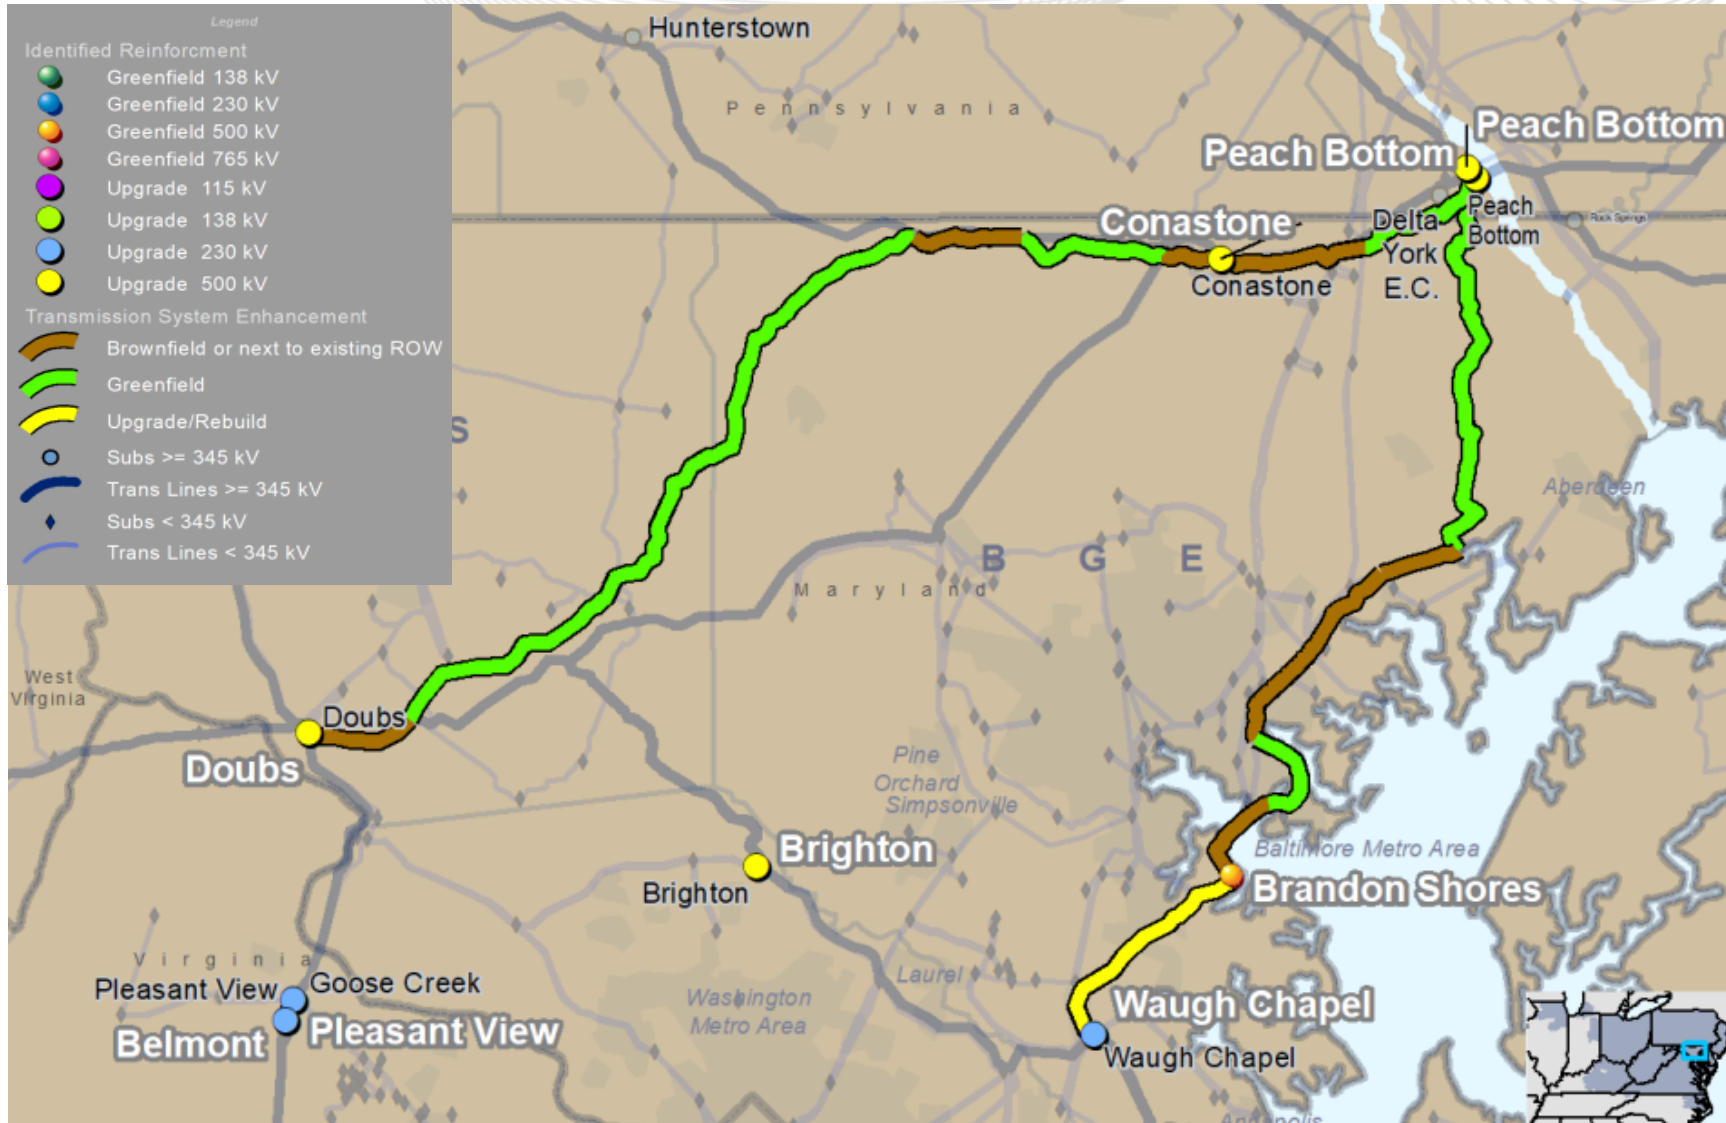 Legend
Identified Reinforcment
Greenfield 138 kV
Greenfield 230 kV
Greenfield 500 kV
Greenfield 765 kV
Upgrade 115 kV
Upgrade 138 kV
Upgrade 230 kV
Upgrade 500 kV
Transmission System Enhancement
Brownfield or next to existing ROW
Greenfield
Upgrade/Rebuild
Subs >= 345 kV
Trans Lines >= 345 kV
Subs < 345 kV
Trans Lines < 345 kV
Hunterstown
Pennsylvania
Peach Bottom
Peach Bottom
Conastone
Delta
York
E.C.
Peach
Bottom
Rock Springs
Conastone
S
Aberdeen
B G E
Maryland
West
Virginia
Doubs
Doubs
Pine
Orchard
Simpsonville
Brighton
Brighton
Baltimore Metro Area
Brandon Shores
Virginia
Laurel
Pleasant View
Goose Creek
Washington
Metro Area
Waugh Chapel
Belmont
Pleasant View
Waugh Chapel
Annapolis